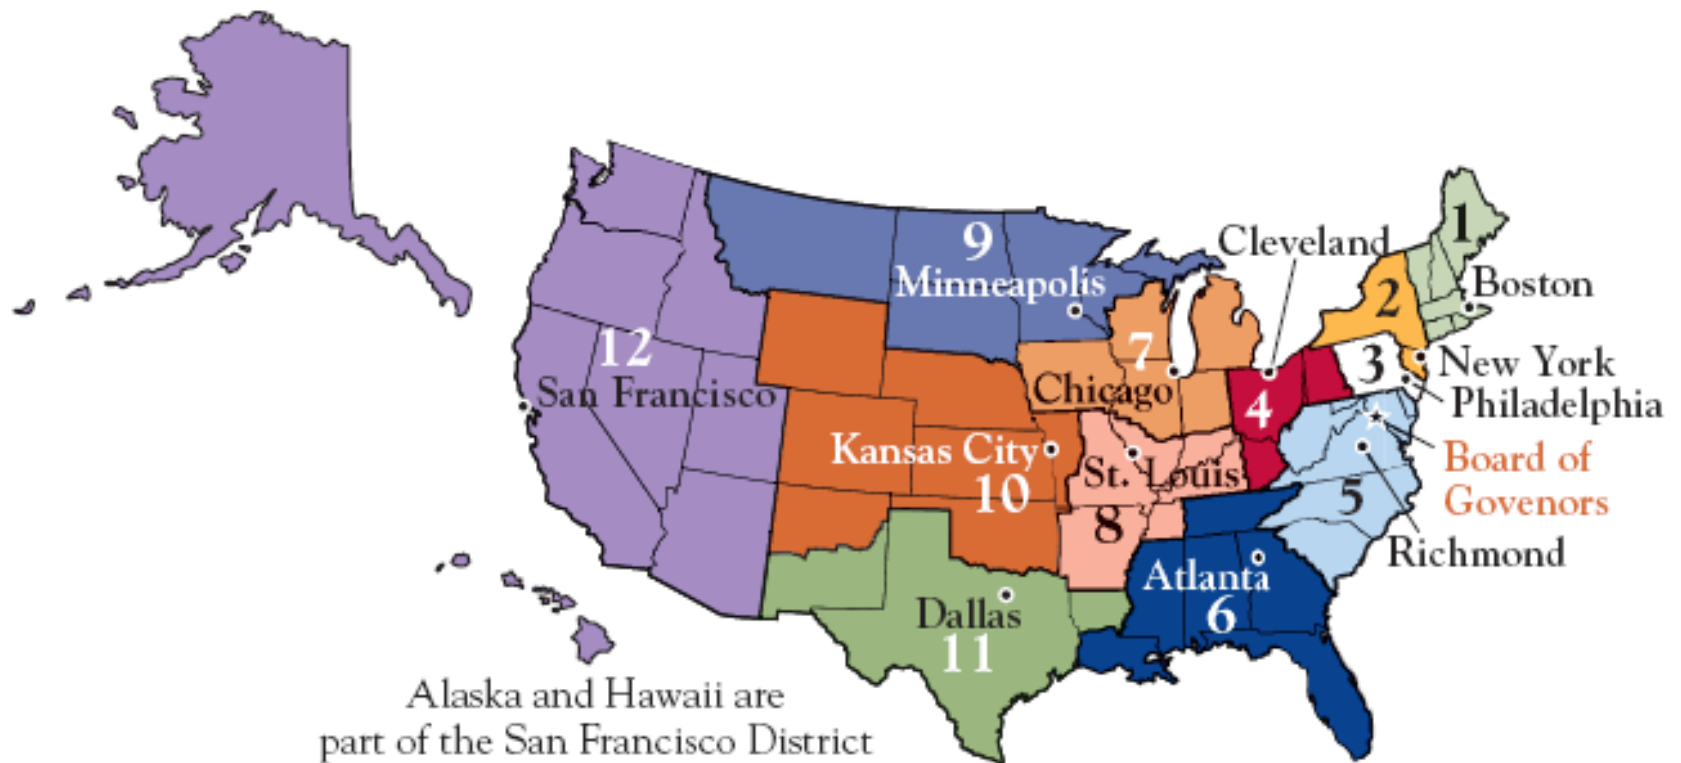 1
Cleveland
9
2
Boston
Minneapolis
7
12
3
New York
San Francisco
Chicago
4
Philadelphia
Kansas City
St. Louis
Board of
Govenors
10
5
8
Richmond
Atlanta
6
Dallas
11
Alaska and Hawaii are
part of the San Francisco District